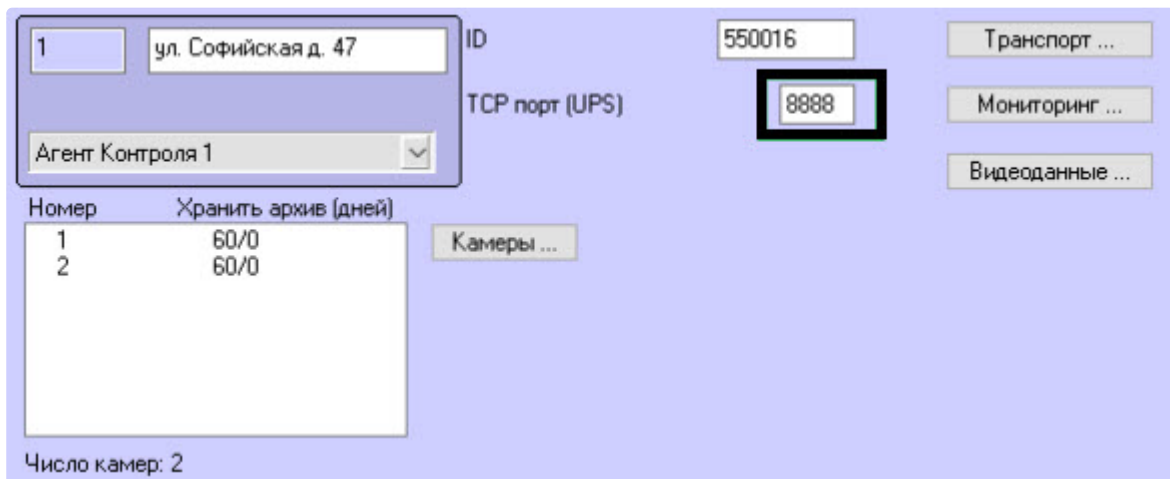 1 ул. Софийская д. 47 ID 550016 Транспорт ...
TCP порт (UPS) 8888 Мониторинг ...
Агент Контроля 1 Видеоданные ...
Номер Хранить архив (дней)
1 60/0 Камеры ...
2 60/0
Число камер: 2